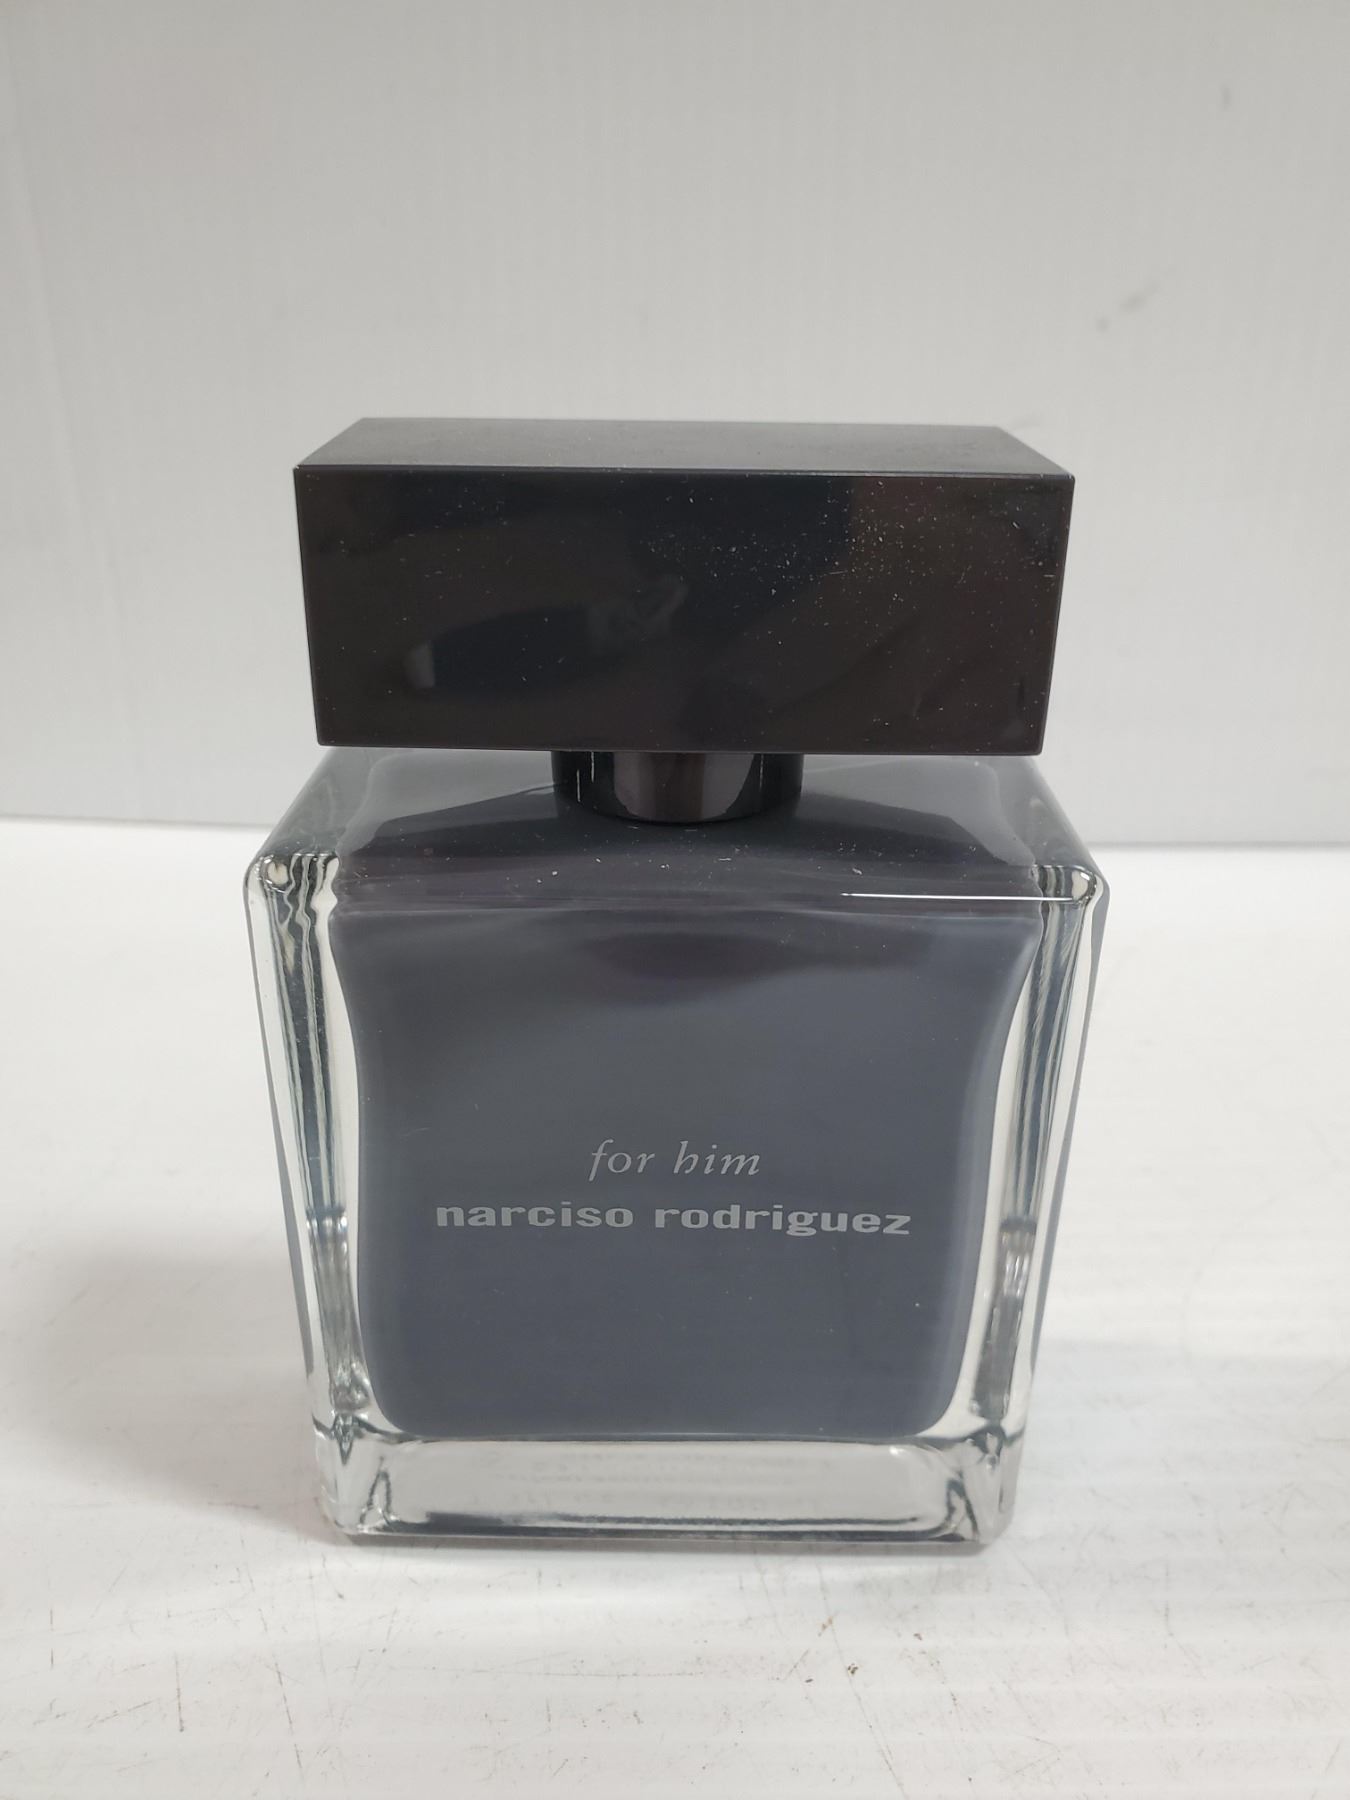 for him
narciso rodriguez